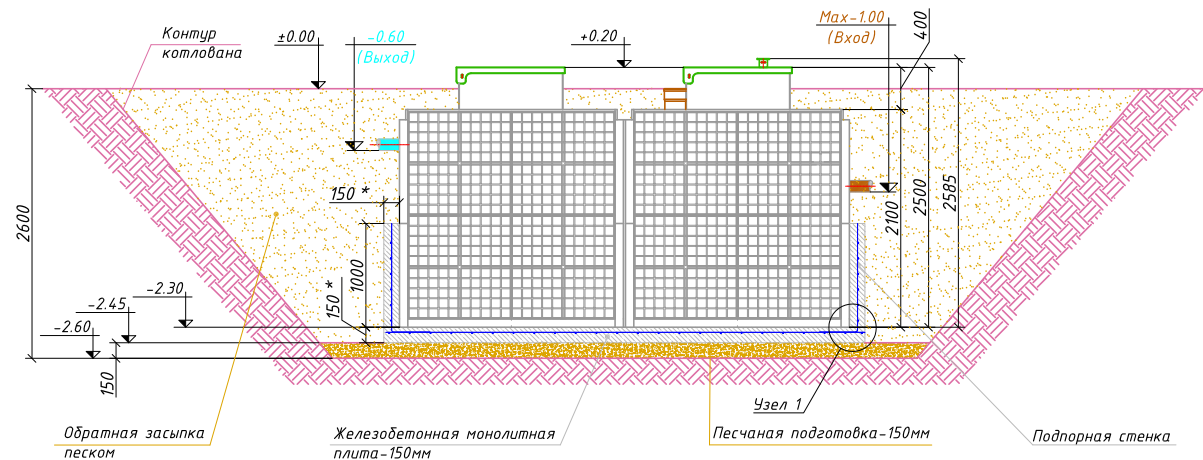 Контур
котлована
±0.00
-0.60
(Выход)
+0.20
Max-1.00
(Вход)
400
150 *
2600
1000
150 *
2100
2500
2585
-2.30
-2.45
-2.60
150
Узел 1
Обратная засыпка
песком
Железобетонная монолитная
плита-150мм
Песчаная подготовка-150мм
Подпорная стенка